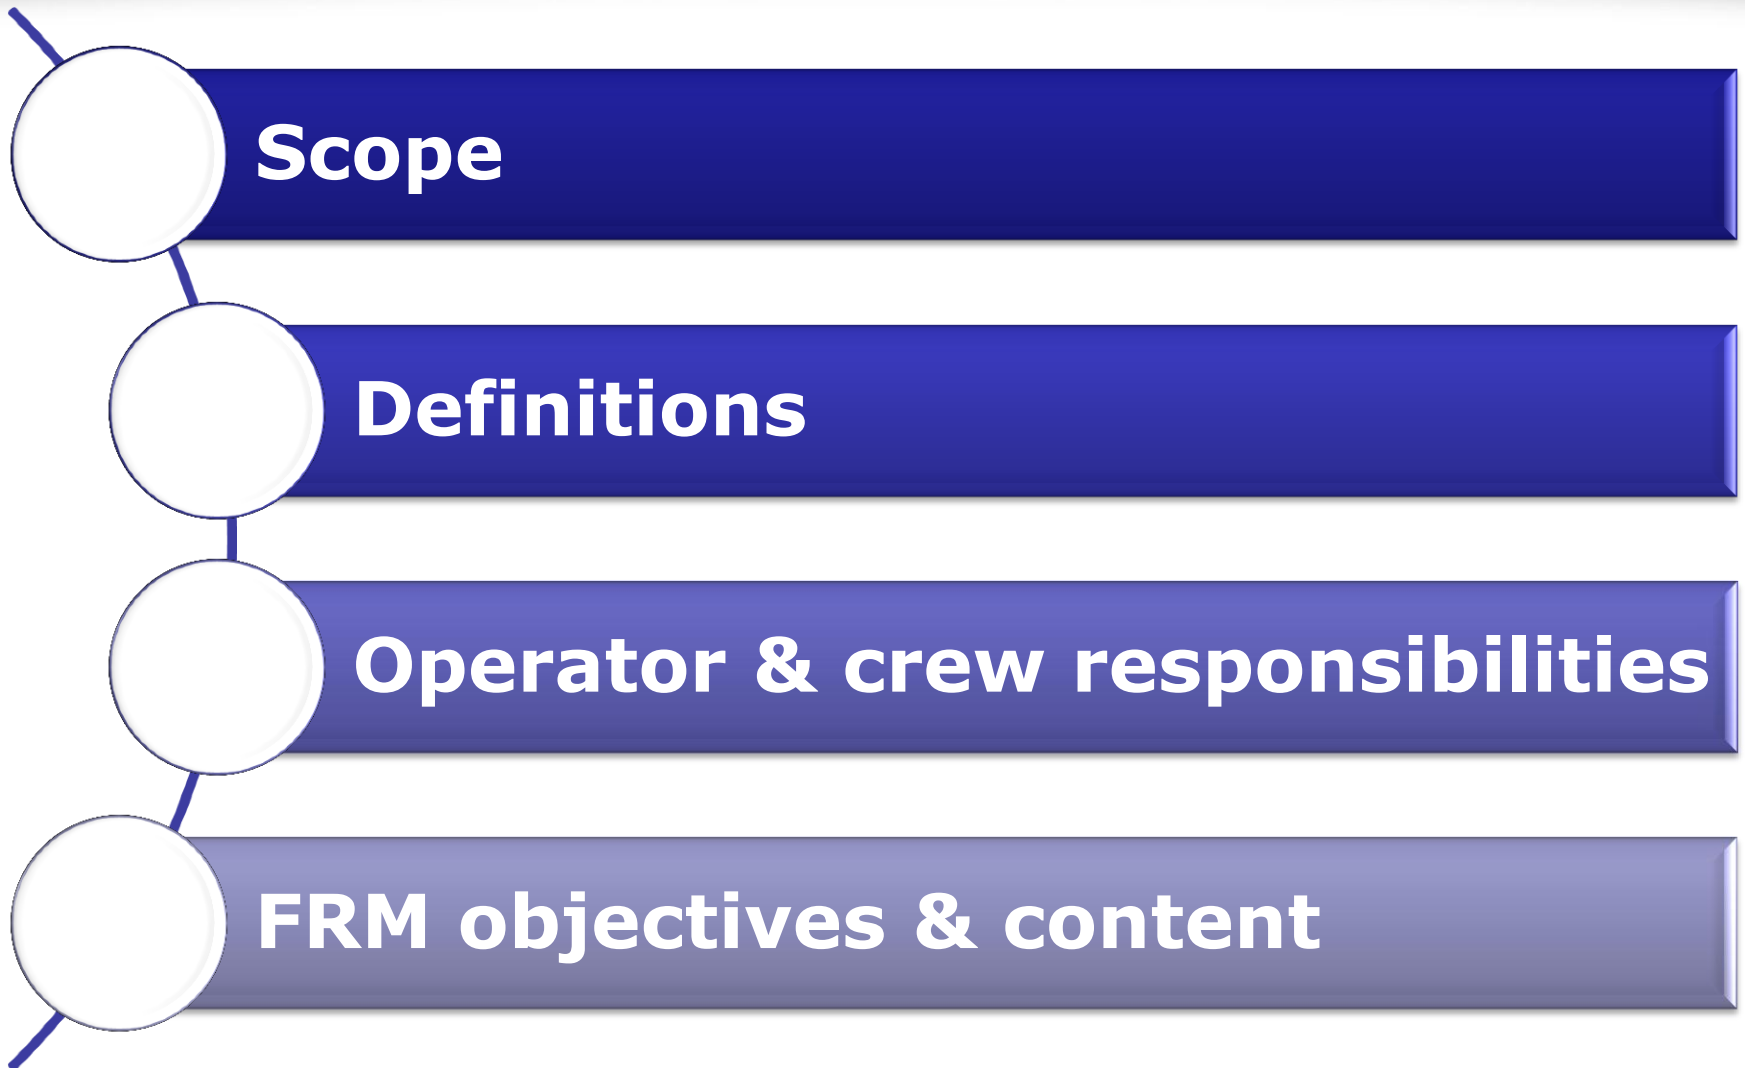 Scope
Definitions
Operator & crew responsibilities
FRM objectives & content